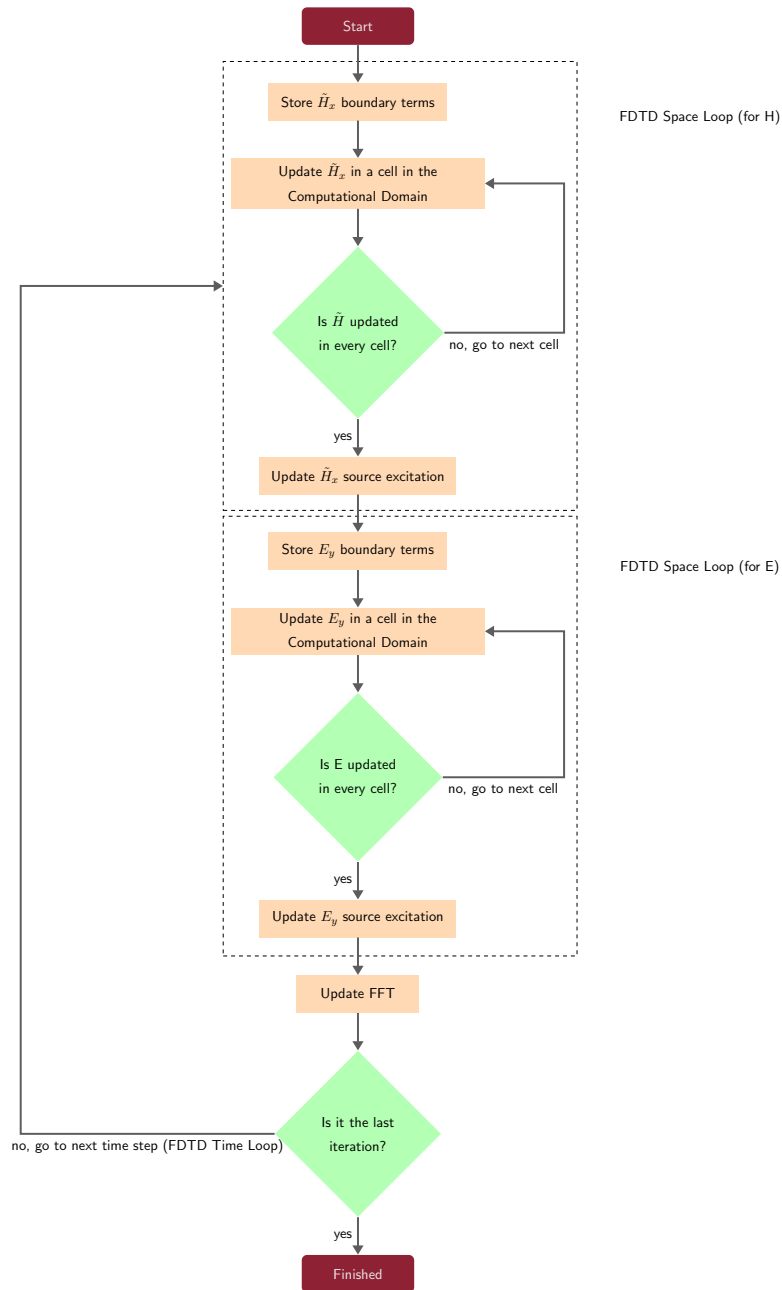 Start
Store H̃ₓ boundary terms
FDTD Space Loop (for H)
Update H̃ₓ in a cell in the
Computational Domain
Is H̃ updated
in every cell?
no, go to next cell
yes
Update H̃ₓ source excitation
Store E_y boundary terms
FDTD Space Loop (for E)
Update E_y in a cell in the
Computational Domain
Is E updated
in every cell?
no, go to next cell
yes
Update E_y source excitation
Update FFT
Is it the last
iteration?
no, go to next time step (FDTD Time Loop)
yes
Finished